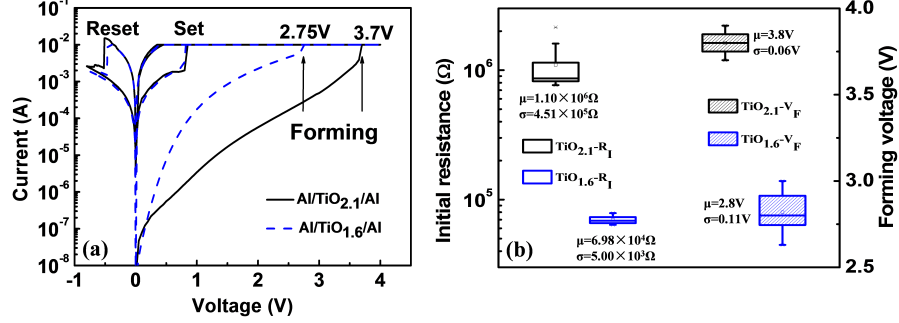 Reset Set 2.75V 3.7V
Forming
Al/TiO2.1/Al
Al/TiO1.6/Al
(a)
10-1
10-2
10-3
10-4
10-5
10-6
10-7
10-8
Current (A)
-1 0 1 2 3 4 5
Voltage (V)
Initial resistance (Ω)
106
105
μ=1.10×106Ω
σ=4.51×105Ω
TiO2.1-RI
TiO1.6-RI
μ=6.98×104Ω
σ=5.00×103Ω
(b)
μ=3.8V
σ=0.06V
TiO2.1-VF
TiO1.6-VF
μ=2.8V
σ=0.11V
4.0
3.5
3.0
2.5
Forming voltage (V)